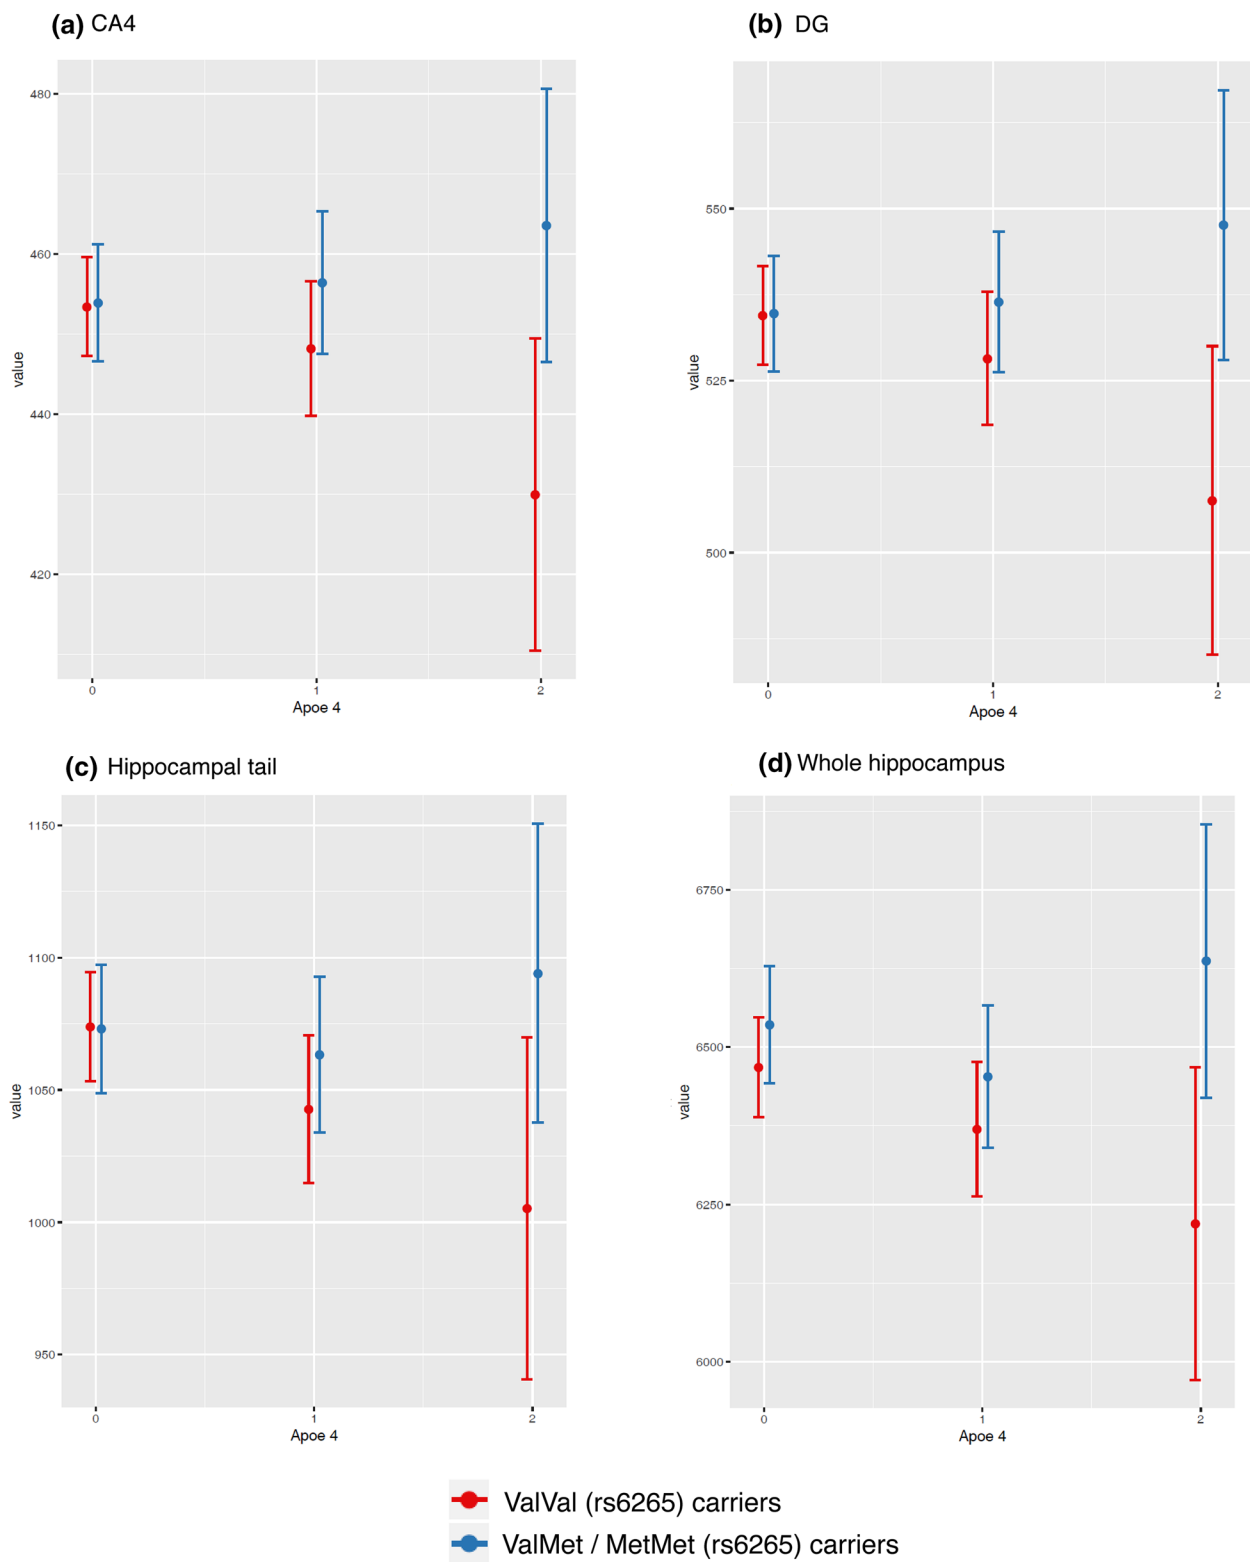 (a) CA4
480
460
440
420
value
0 1 2
Apoe 4
(b) DG
550
525
500
value
0 1 2
Apoe 4
(c) Hippocampal tail
1150
1100
1050
1000
950
value
0 1 2
Apoe 4
(d) Whole hippocampus
6750
6500
6250
6000
value
0 1 2
Apoe 4
ValVal (rs6265) carriers
ValMet / MetMet (rs6265) carriers